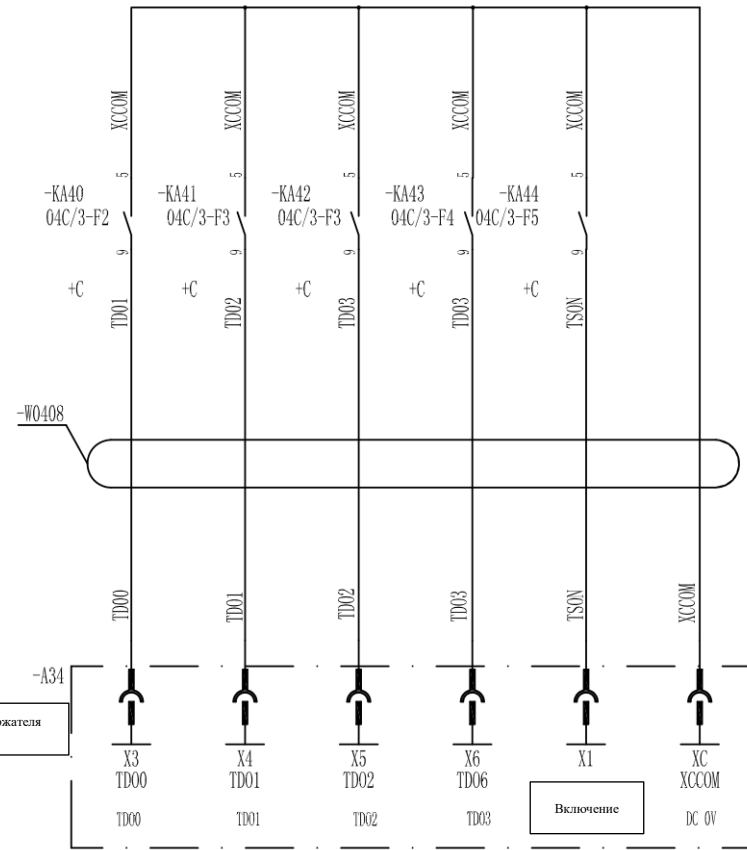 XCCOM XCCOM XCCOM XCCOM XCCOM
5 5 5 5 5
-KA40 -KA41 -KA42 -KA43 -KA44
04C/3-F2 04C/3-F3 04C/3-F3 04C/3-F4 04C/3-F5
9 9 9 9 9
+C +C +C +C +C
TD01 TD02 TD03 TD03 TSON
-W0408
TD00 TD01 TD02 TD03 TSON XCCOM
-A34
ржателя
X3 X4 X5 X6 X1 XC
TD00 TD01 TD02 TD06 XCCOM
Включение
TD00 TD01 TD02 TD03 DC 0V